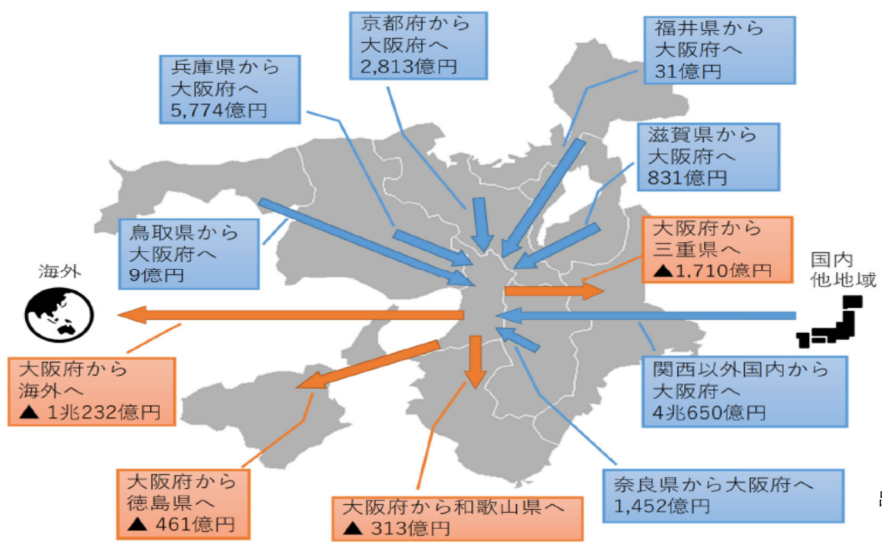 京都府から
大阪府へ
2,813億円
福井県から
大阪府へ
31億円
兵庫県から
大阪府へ
5,774億円
滋賀県から
大阪府へ
831億円
鳥取県から
大阪府へ
9億円
大阪府から
三重県へ
▲1,710億円
海外
国内
他地域
大阪府から
海外へ
▲ 1兆232億円
関西以外国内から
大阪府へ
4兆650億円
大阪府から
徳島県へ
▲ 461億円
大阪府から和歌山県へ
▲ 313億円
奈良県から大阪府へ
1,452億円